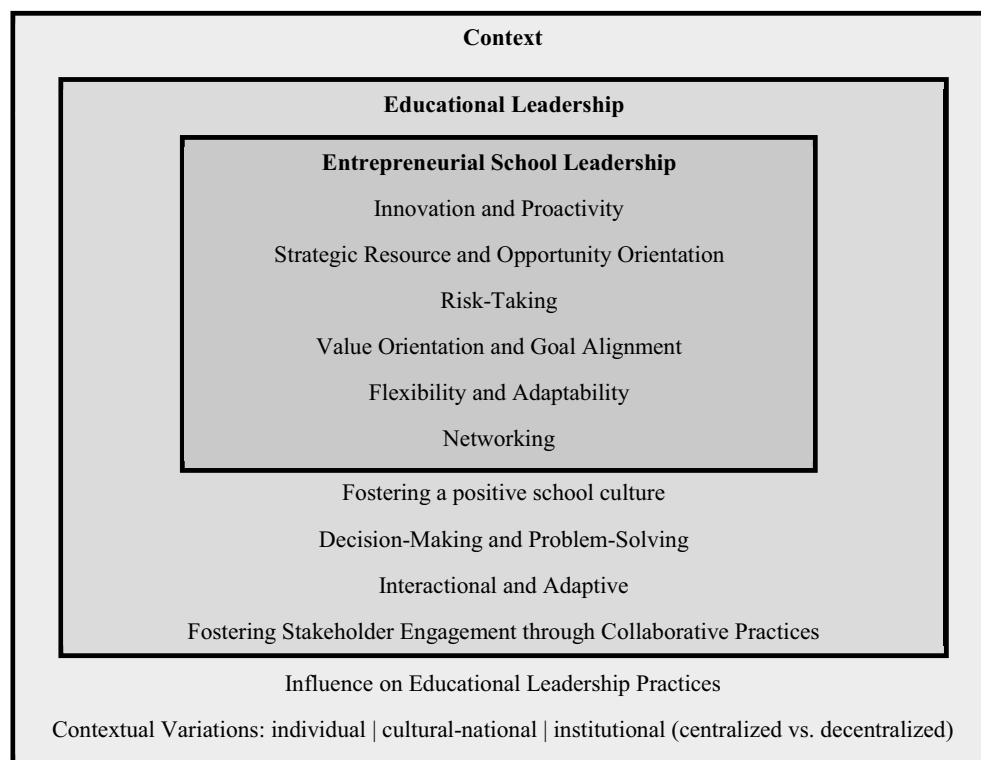 Context
Educational Leadership
Entrepreneurial School Leadership
Innovation and Proactivity
Strategic Resource and Opportunity Orientation
Risk-Taking
Value Orientation and Goal Alignment
Flexibility and Adaptability
Networking
Fostering a positive school culture
Decision-Making and Problem-Solving
Interactional and Adaptive
Fostering Stakeholder Engagement through Collaborative Practices
Influence on Educational Leadership Practices
Contextual Variations: individual | cultural-national | institutional (centralized vs. decentralized)